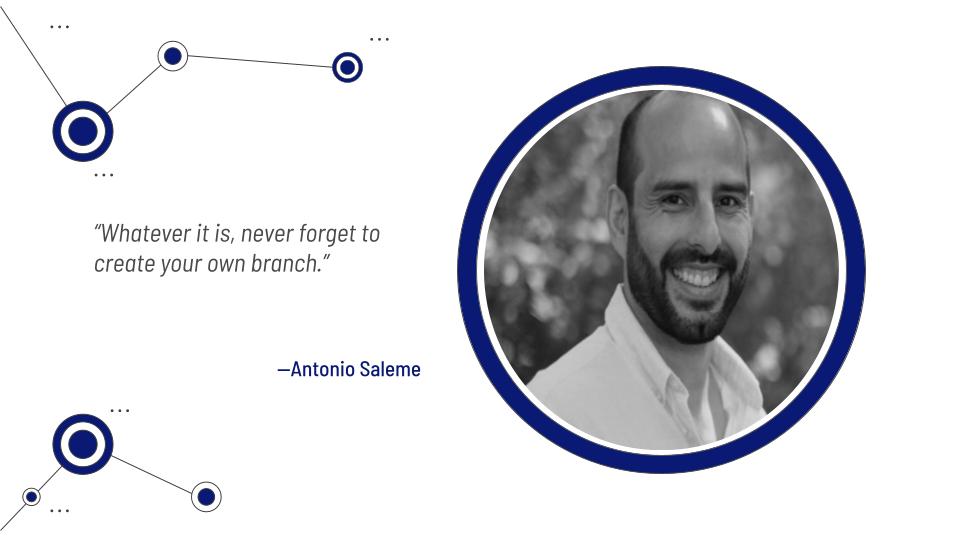 “Whatever it is, never forget to
create your own branch.”
—Antonio Saleme